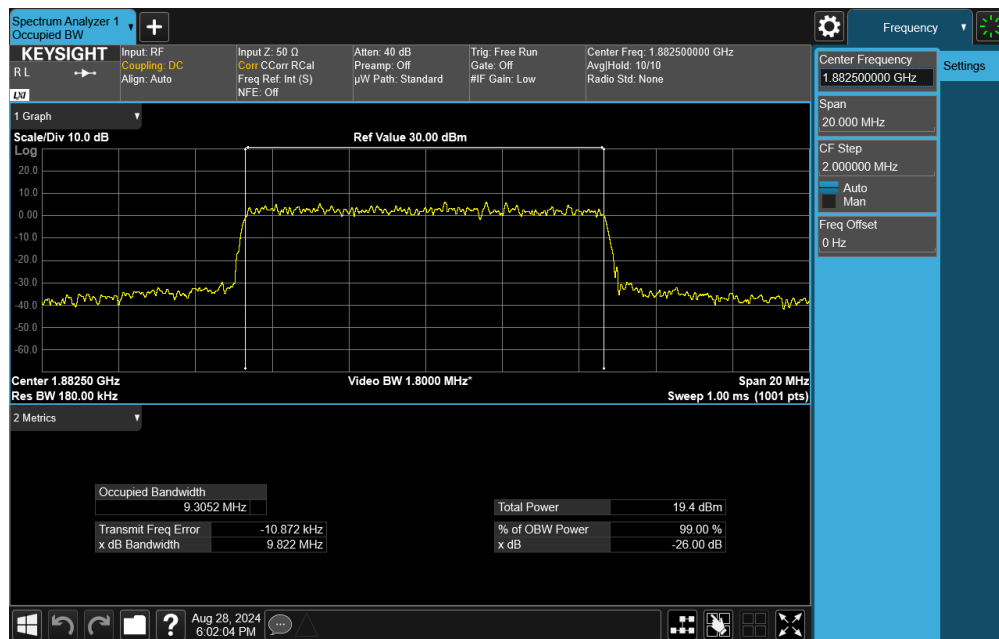 Spectrum Analyzer 1
Occupied BW
Frequency
KEYSIGHT
R L
LXI
Input: RF
Coupling: DC
Align: Auto
Input Z: 50 Ω
Corr CCorr RCal
Freq Ref: Int (S)
NFE: Off
Atten: 40 dB
Preamp: Off
µW Path: Standard
Trig: Free Run
Gate: Off
#IF Gain: Low
Center Freq: 1.882500000 GHz
Avg|Hold: 10/10
Radio Std: None
Center Frequency
1.882500000 GHz
Settings
Span
20.000 MHz
CF Step
2.000000 MHz
Auto
Man
Freq Offset
0 Hz
1 Graph
Scale/Div 10.0 dB
Ref Value 30.00 dBm
Log
20.0
10.0
0.00
-10.0
-20.0
-30.0
-40.0
-50.0
-60.0
Center 1.88250 GHz
Video BW 1.8000 MHz*
Span 20 MHz
Res BW 180.00 kHz
Sweep 1.00 ms (1001 pts)
2 Metrics
Occupied Bandwidth
9.3052 MHz
Total Power 19.4 dBm
Transmit Freq Error -10.872 kHz
% of OBW Power 99.00 %
x dB Bandwidth 9.822 MHz
x dB -26.00 dB
Aug 28, 2024
6:02:04 PM